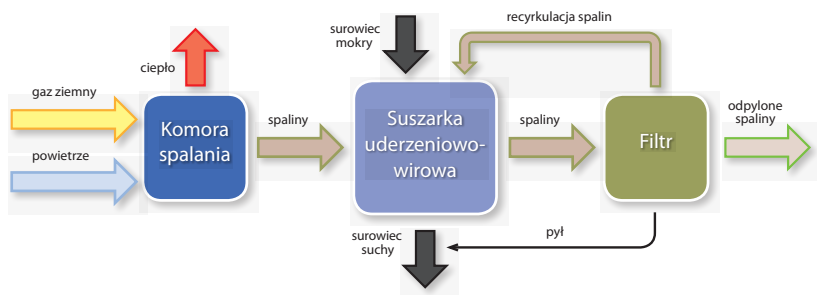 recyrkulacja spalin
surowiec
mokry
ciepło
gaz ziemny
powietrze
Komora
spalania
spaliny
Suszarka
uderzeniowo-
wirowa
spaliny
Filtr
odpylone
spaliny
surowiec
suchy
pył